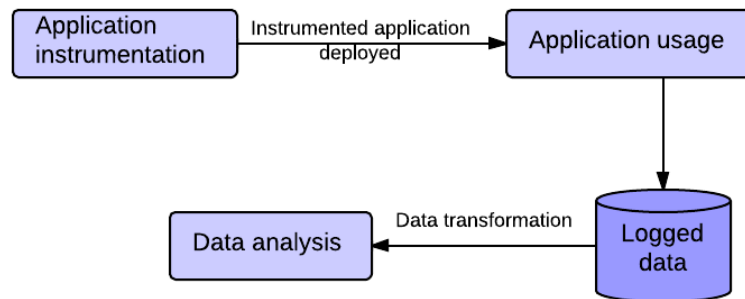 Application
instrumentation
Instrumented application
deployed
Application usage
Logged
data
Data transformation
Data analysis